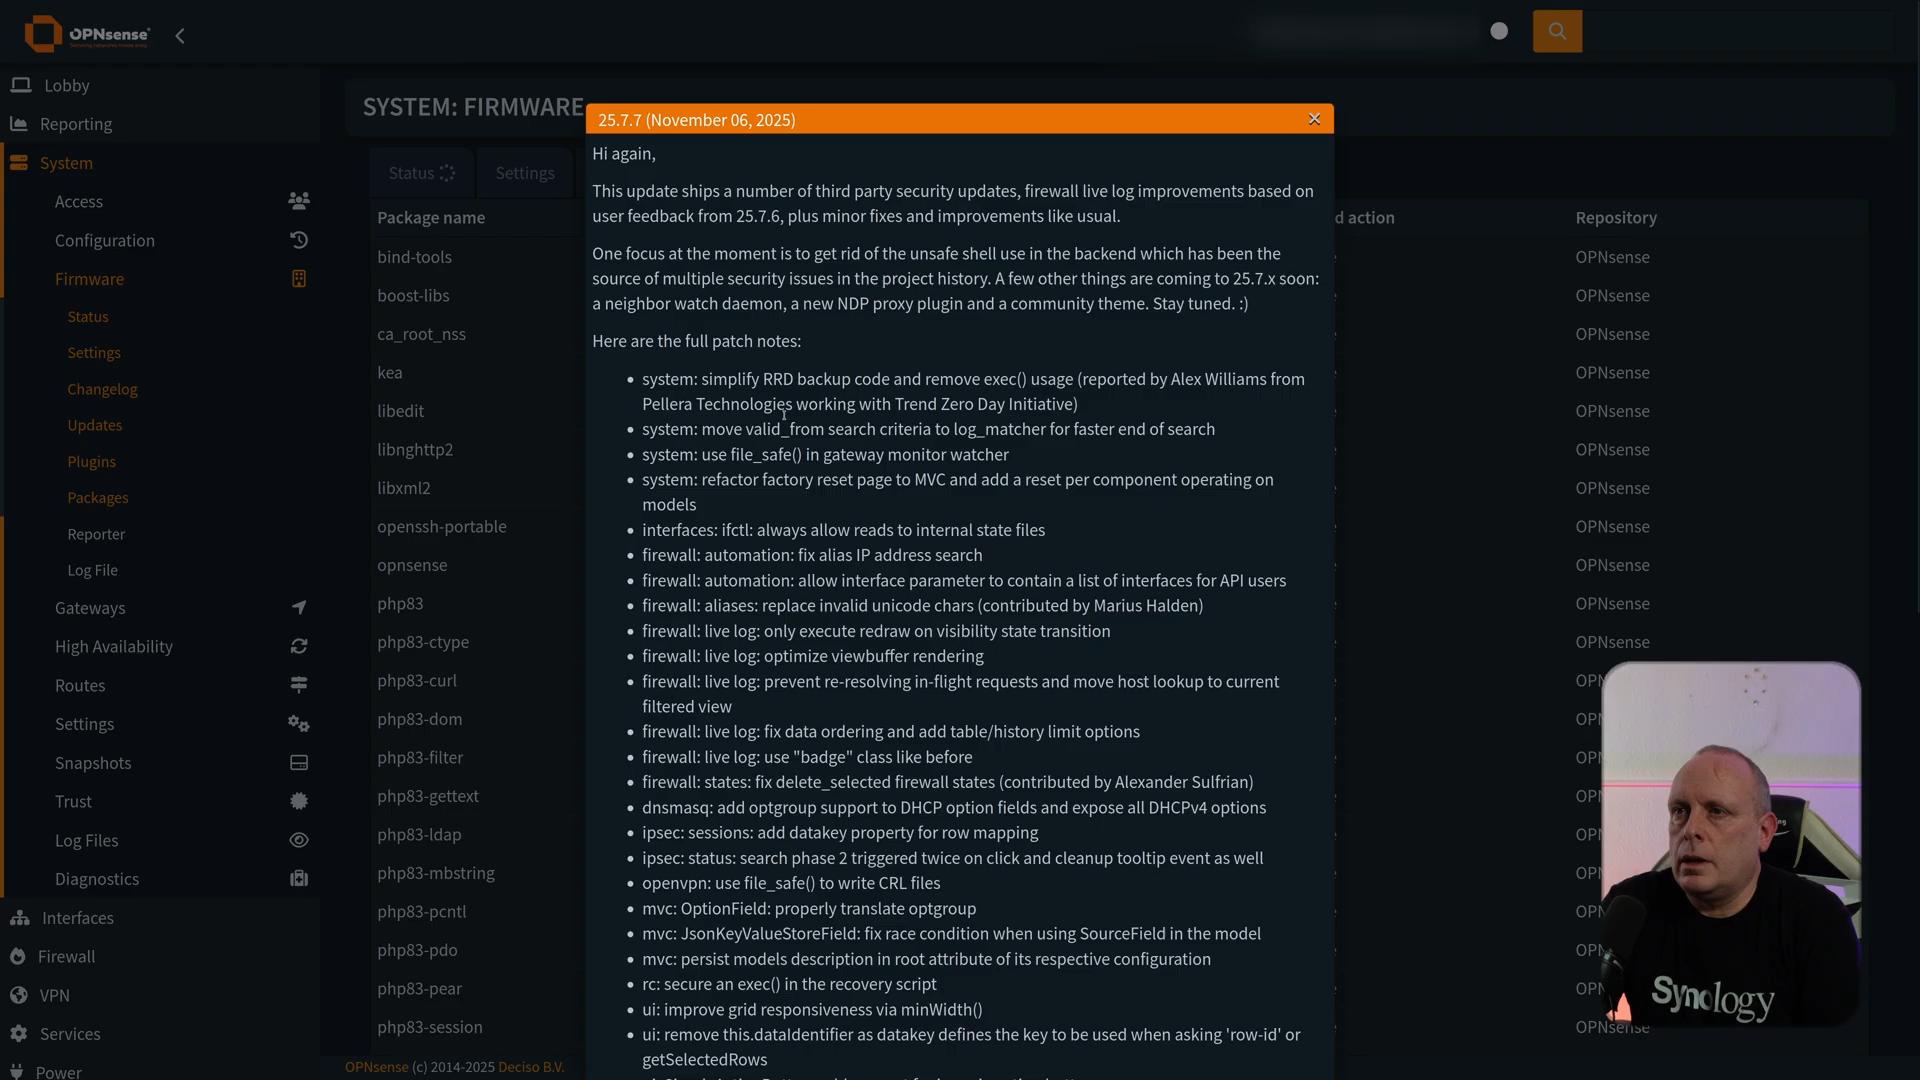 OPNsense
Lobby
Reporting
System
Access
Configuration
Firmware
Status
Settings
Changelog
Updates
Plugins
Packages
Reporter
Log File
Gateways
High Availability
Routes
Settings
Snapshots
Trust
Log Files
Diagnostics
Interfaces
Firewall
VPN
Services
Power
SYSTEM: FIRMWARE
Status
Settings
Package name
bind-tools
boost-libs
ca_root_nss
kea
libedit
libnghttp2
libxml2
openssh-portable
opnsense
php83
php83-ctype
php83-curl
php83-dom
php83-filter
php83-gettext
php83-ldap
php83-mbstring
php83-pcntl
php83-pdo
php83-pear
php83-session
OPNsense (c) 2014-2025 Deciso B.V.
25.7.7 (November 06, 2025)
Hi again,
This update ships a number of third party security updates, firewall live log improvements based on
user feedback from 25.7.6, plus minor fixes and improvements like usual.
One focus at the moment is to get rid of the unsafe shell use in the backend which has been the
source of multiple security issues in the project history. A few other things are coming to 25.7.x soon:
a neighbor watch daemon, a new NDP proxy plugin and a community theme. Stay tuned. :)
Here are the full patch notes:
• system: simplify RRD backup code and remove exec() usage (reported by Alex Williams from
Pellera Technologies working with Trend Zero Day Initiative)
• system: move valid_from search criteria to log_matcher for faster end of search
• system: use file_safe() in gateway monitor watcher
• system: refactor factory reset page to MVC and add a reset per component operating on
models
• interfaces: ifctl: always allow reads to internal state files
• firewall: automation: fix alias IP address search
• firewall: automation: allow interface parameter to contain a list of interfaces for API users
• firewall: aliases: replace invalid unicode chars (contributed by Marius Halden)
• firewall: live log: only execute redraw on visibility state transition
• firewall: live log: optimize viewbuffer rendering
• firewall: live log: prevent re-resolving in-flight requests and move host lookup to current
filtered view
• firewall: live log: fix data ordering and add table/history limit options
• firewall: live log: use "badge" class like before
• firewall: states: fix delete_selected firewall states (contributed by Alexander Sulfrian)
• dnsmasq: add optgroup support to DHCP option fields and expose all DHCPv4 options
• ipsec: sessions: add datakey property for row mapping
• ipsec: status: search phase 2 triggered twice on click and cleanup tooltip event as well
• openvpn: use file_safe() to write CRL files
• mvc: OptionField: properly translate optgroup
• mvc: JsonKeyValueStoreField: fix race condition when using SourceField in the model
• mvc: persist models description in root attribute of its respective configuration
• rc: secure an exec() in the recovery script
• ui: improve grid responsiveness via minWidth()
• ui: remove this.dataIdentifier as datakey defines the key to be used when asking 'row-id' or
getSelectedRows
d action
Repository
OPNsense
OPNsense
OPNsense
OPNsense
OPNsense
OPNsense
OPNsense
OPNsense
OPNsense
OPNsense
OPNsense
OPN
OPN
OPN
OPN
OPN
OPN
OPN
OPN
OPN
OPNsense
Synology